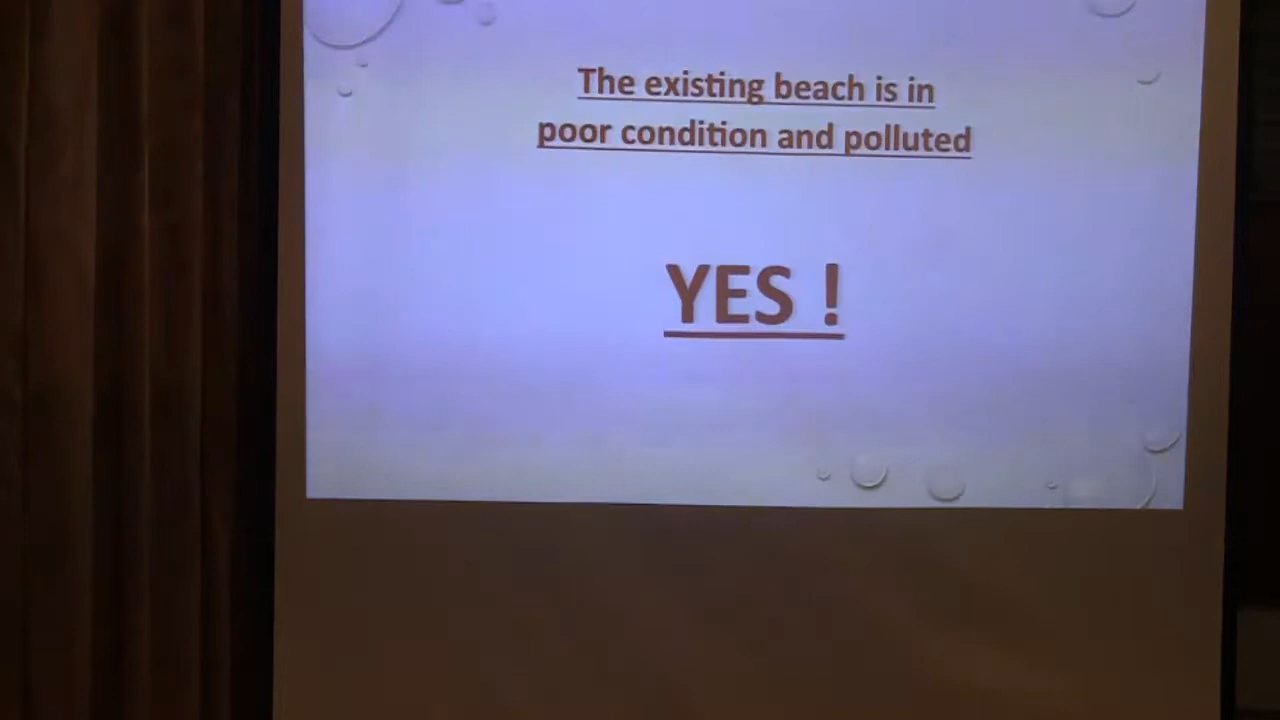 The existing beach is in
poor condition and polluted
YES !